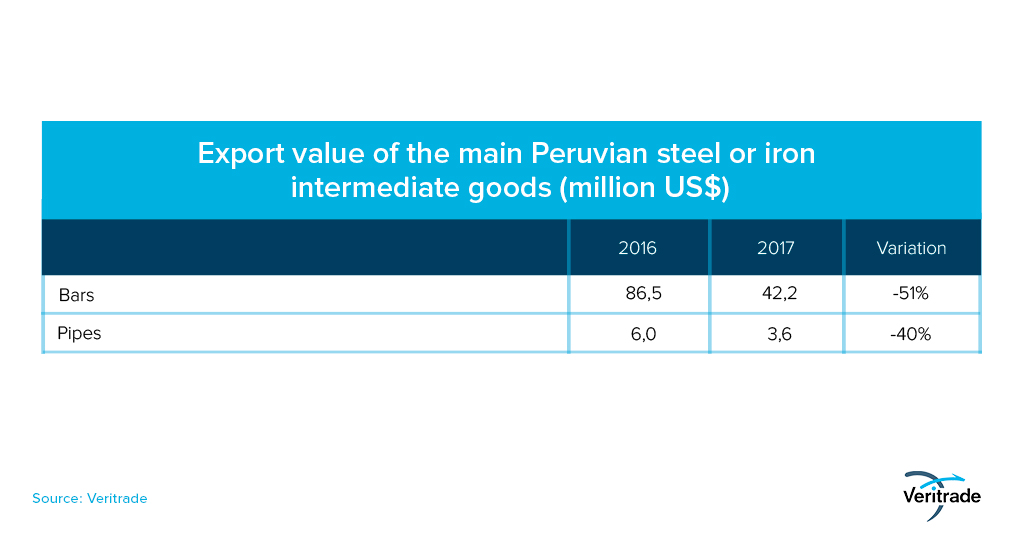 Export value of the main Peruvian steel or iron
intermediate goods (million US$)
2016 2017 Variation
Bars 86,5 42,2 -51%
Pipes 6,0 3,6 -40%
Source: Veritrade
Veritrade